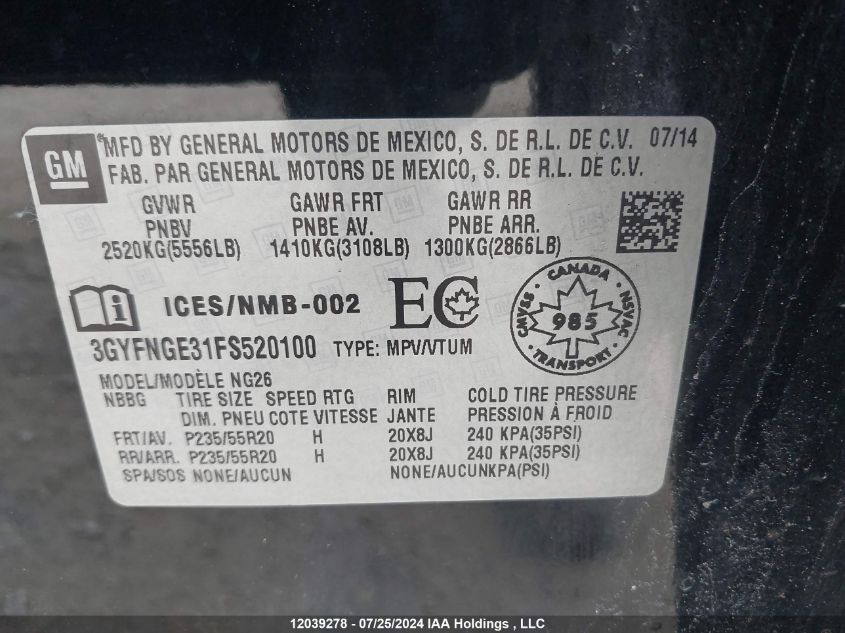 GM
MFD BY GENERAL MOTORS DE MEXICO, S. DE R.L. DE C.V. 07/14
FAB. PAR GENERAL MOTORS DE MEXICO, S. DE R.L. DE C.V.
GVWR GAWR FRT GAWR RR
PNBV PNBE AV. PNBE ARR.
2520KG(5556LB) 1410KG(3108LB) 1300KG(2866LB)
i ICES/NMB-002 EC
CANADA
CMVSS 985 NSVAC
TRANSPORT
3GYFNGE31FS520100 TYPE: MPV/VTUM
MODEL/MODÈLE NG26
NBBG TIRE SIZE SPEED RTG RIM COLD TIRE PRESSURE
DIM. PNEU COTE VITESSE JANTE PRESSION À FROID
FRT/AV. P235/55R20 H 20X8J 240 KPA(35PSI)
RR/ARR. P235/55R20 H 20X8J 240 KPA(35PSI)
SPA/SOS NONE/AUCUN NONE/AUCUNKPA(PSI)
12039278 - 07/25/2024 IAA Holdings , LLC